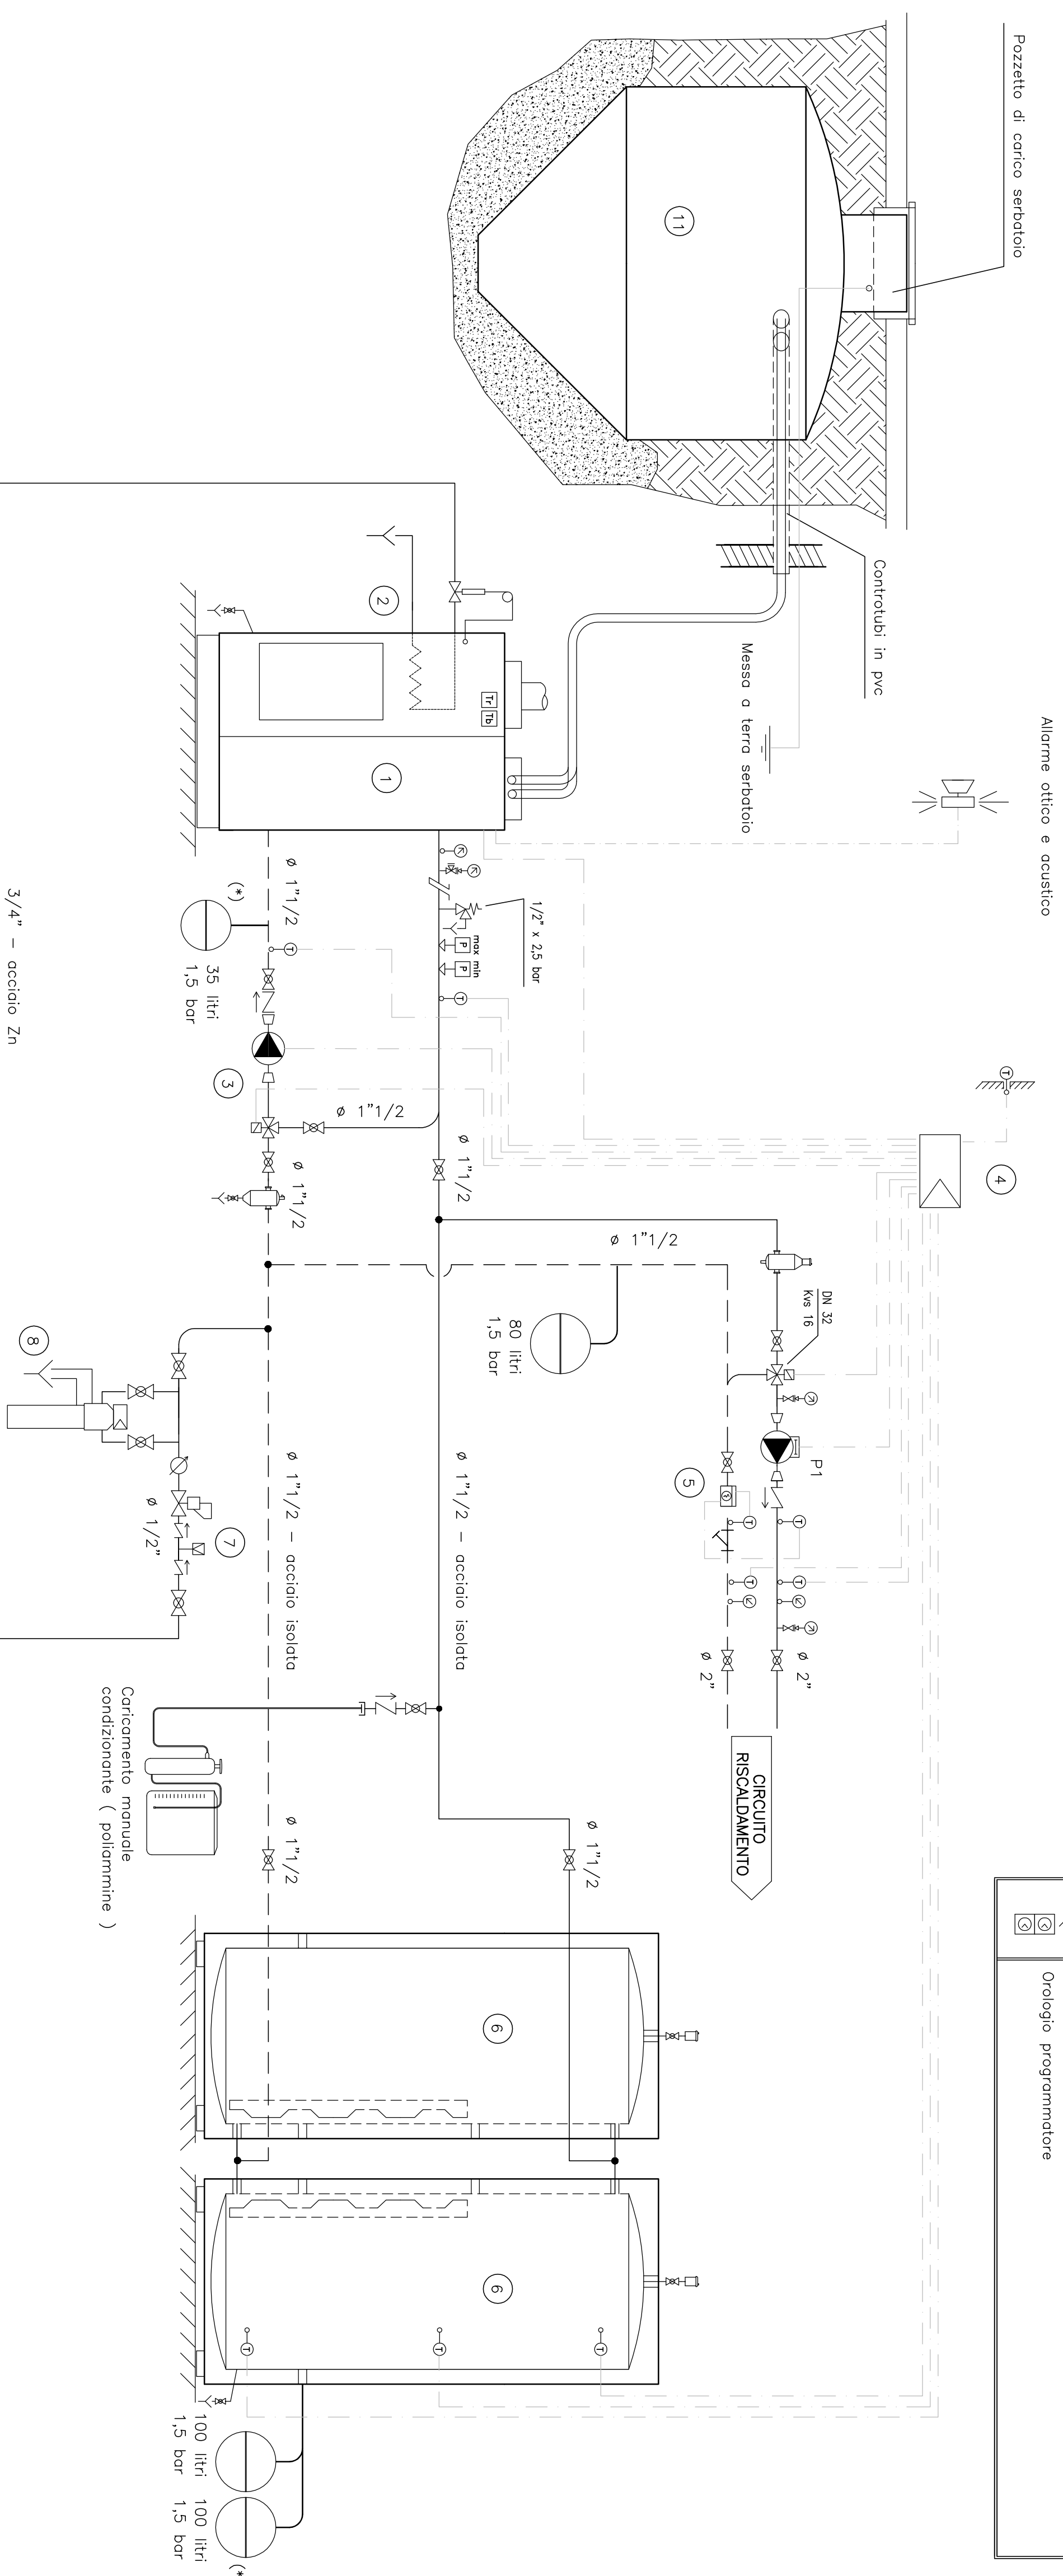 Pozzetto di carico serbatoio
Allarme ottico e acustico
Orologio programmatore
11
Controtubi in pvc
Messa a terra serbatoio
T
4
DN 32
Kvs 16
P1
5
T
T
T
T
ø 2"
ø 2"
CIRCUITO
RISCALDAMENTO
2
Tr
Tb
1
1/2" x 2,5 bar
max
min
P
P
T
ø 1"1/2
ø 1"1/2
ø 1"1/2
80 litri
1,5 bar
ø 1"1/2 – acciaio isolata
ø 1"1/2
ø 1"1/2
(*)
35 litri
1,5 bar
T
3
ø 1"1/2
ø 1"1/2 – acciaio isolata
ø 1"1/2
8
7
ø 1/2"
3/4" – acciaio Zn
Caricamento manuale
condizionante ( poliammine )
6
6
T
T
T
100 litri
1,5 bar
100 litri
1,5 bar
(*